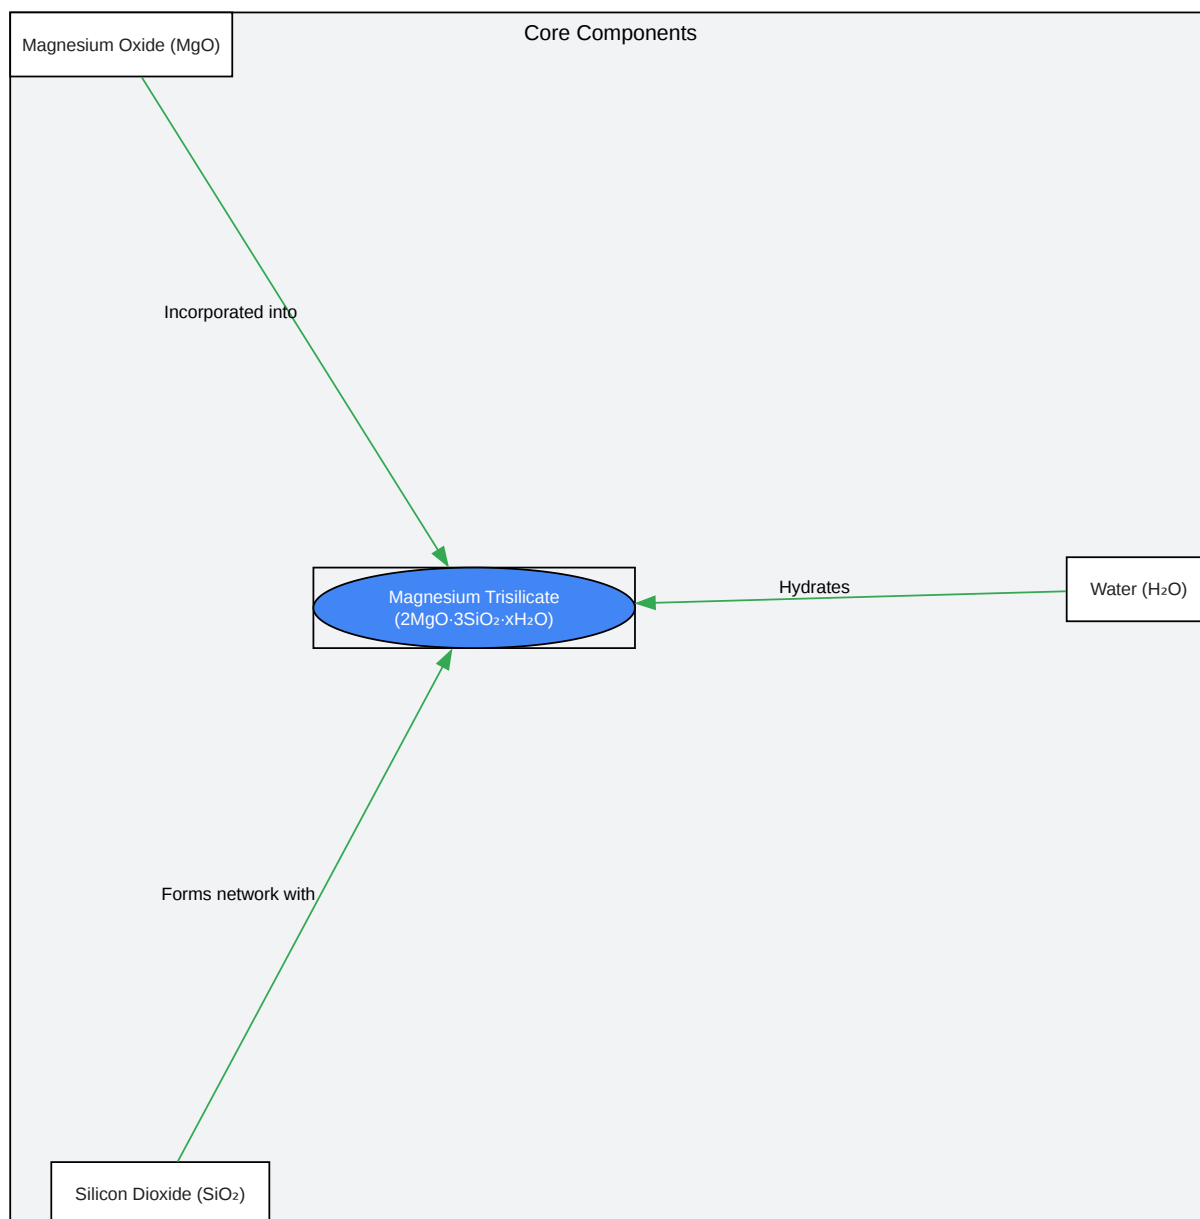 Core Components
Magnesium Oxide (MgO)
Incorporated into
Magnesium Trisilicate
(2MgO·3SiO₂·xH₂O)
Hydrates
Water (H₂O)
Forms network with
Silicon Dioxide (SiO₂)